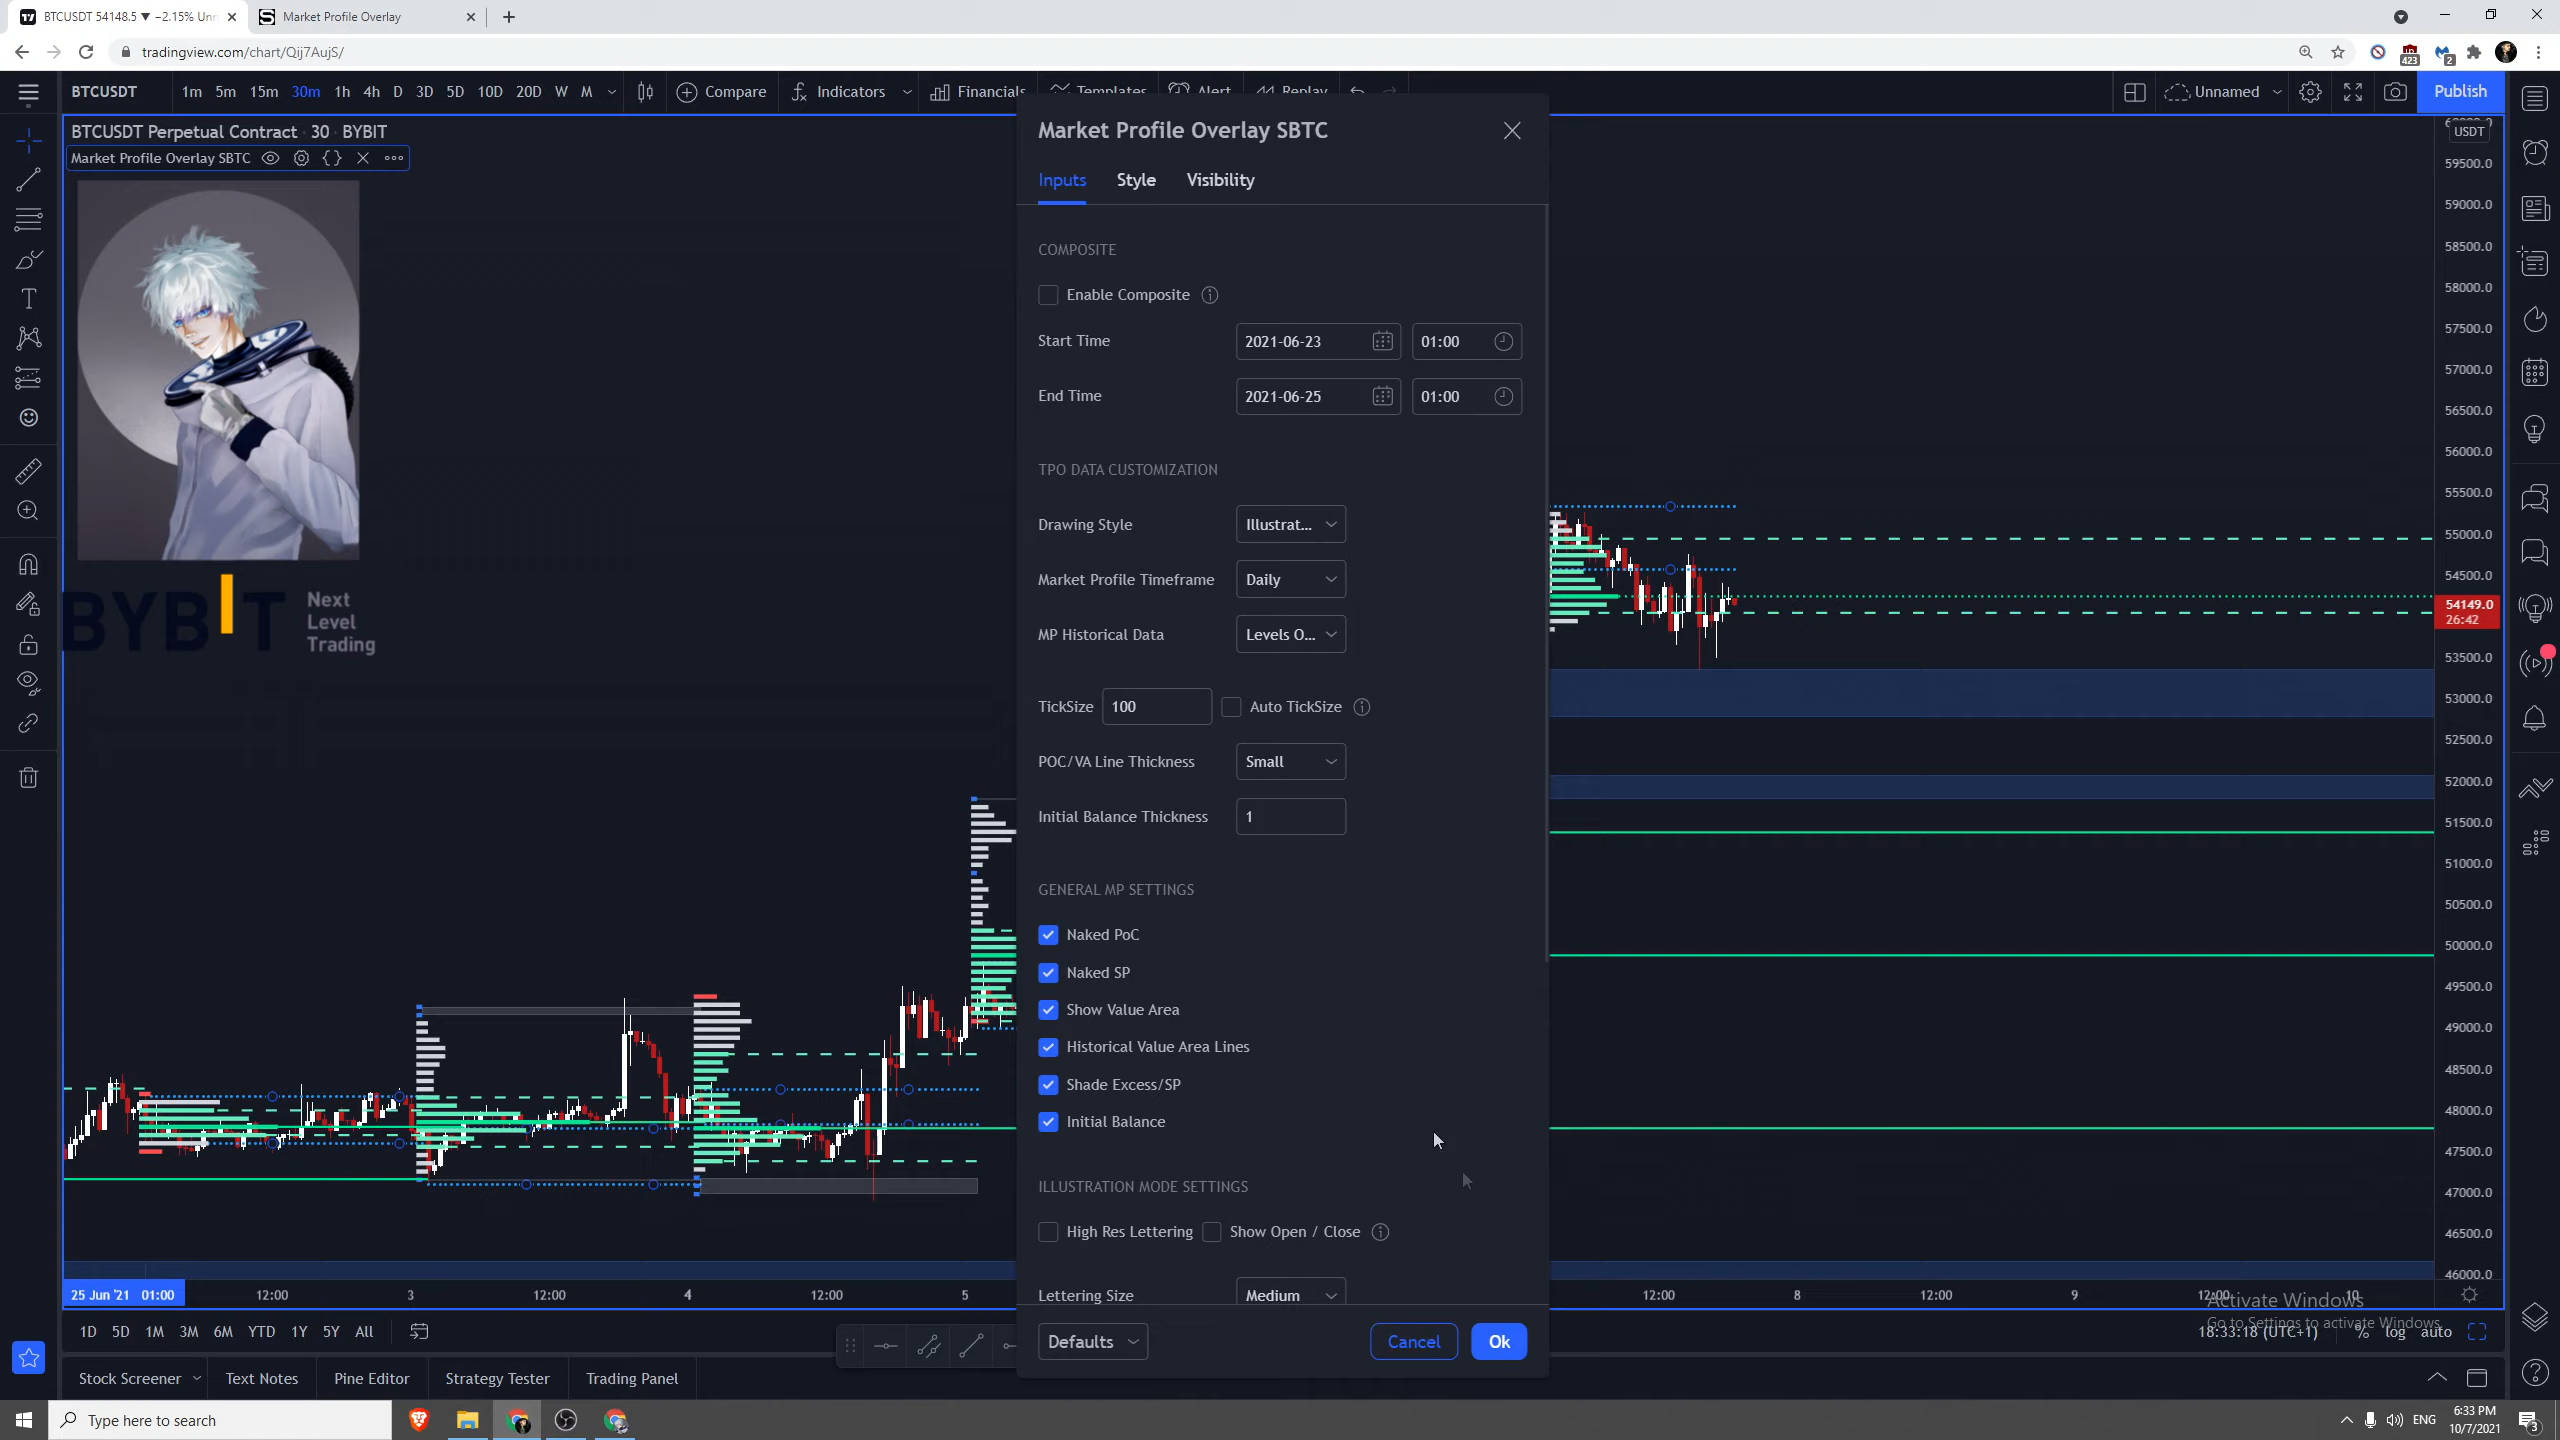 BTCUSDT 54148.5 ▼ −2.15% Unn
Market Profile Overlay
tradingview.com/chart/Qij7AujS/
423
2
BTCUSDT
1m 5m 15m 30m 1h 4h D 3D 5D 10D 20D W M
Compare
Indicators
Financials
Templates
Alert
Replay
Unnamed
Publish
BTCUSDT Perpetual Contract · 30 · BYBIT
Market Profile Overlay SBTC
BYBIT
Next
Level
Trading
Market Profile Overlay SBTC
Inputs Style Visibility
COMPOSITE
Enable Composite
Start Time 2021-06-23 01:00
End Time 2021-06-25 01:00
TPO DATA CUSTOMIZATION
Drawing Style Illustrat...
Market Profile Timeframe Daily
MP Historical Data Levels O...
TickSize 100 Auto TickSize
POC/VA Line Thickness Small
Initial Balance Thickness 1
GENERAL MP SETTINGS
Naked PoC
Naked SP
Show Value Area
Historical Value Area Lines
Shade Excess/SP
Initial Balance
ILLUSTRATION MODE SETTINGS
High Res Lettering Show Open / Close
Lettering Size Medium
Defaults Cancel Ok
USDT
59500.0
59000.0
58500.0
58000.0
57500.0
57000.0
56500.0
56000.0
55500.0
55000.0
54500.0
54149.0
26:42
53500.0
53000.0
52500.0
52000.0
51500.0
51000.0
50500.0
50000.0
49500.0
49000.0
48500.0
48000.0
47500.0
47000.0
46500.0
46000.0
25 Jun '21 01:00 12:00 3 12:00 4 12:00 5 12:00 8 12:00 9 12:00 10
Activate Windows
Go to Settings to activate Windows.
1D 5D 1M 3M 6M YTD 1Y 5Y All
18:33:18 (UTC+1) % log auto
Stock Screener Text Notes Pine Editor Strategy Tester Trading Panel
Type here to search
ENG
6:33 PM
10/7/2021
3